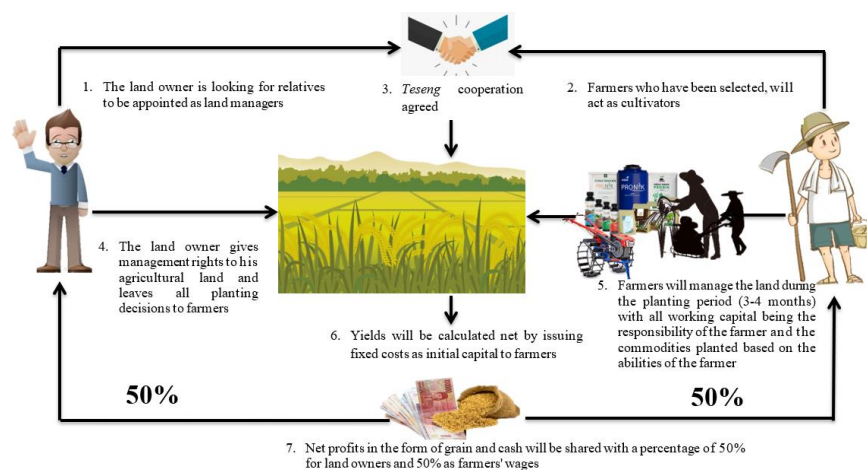 1. The land owner is looking for relatives
to be appointed as land managers
3. Teseng cooperation
agreed
2. Farmers who have been selected, will
act as cultivators
PRONIK
4. The land owner gives
management rights to his
agricultural land and
leaves all planting
decisions to farmers
5. Farmers will manage the land during
the planting period (3-4 months)
with all working capital being the
responsibility of the farmer and the
commodities planted based on the
abilities of the farmer
6. Yields will be calculated net by issuing
fixed costs as initial capital to farmers
50%
50%
7. Net profits in the form of grain and cash will be shared with a percentage of 50%
for land owners and 50% as farmers' wages